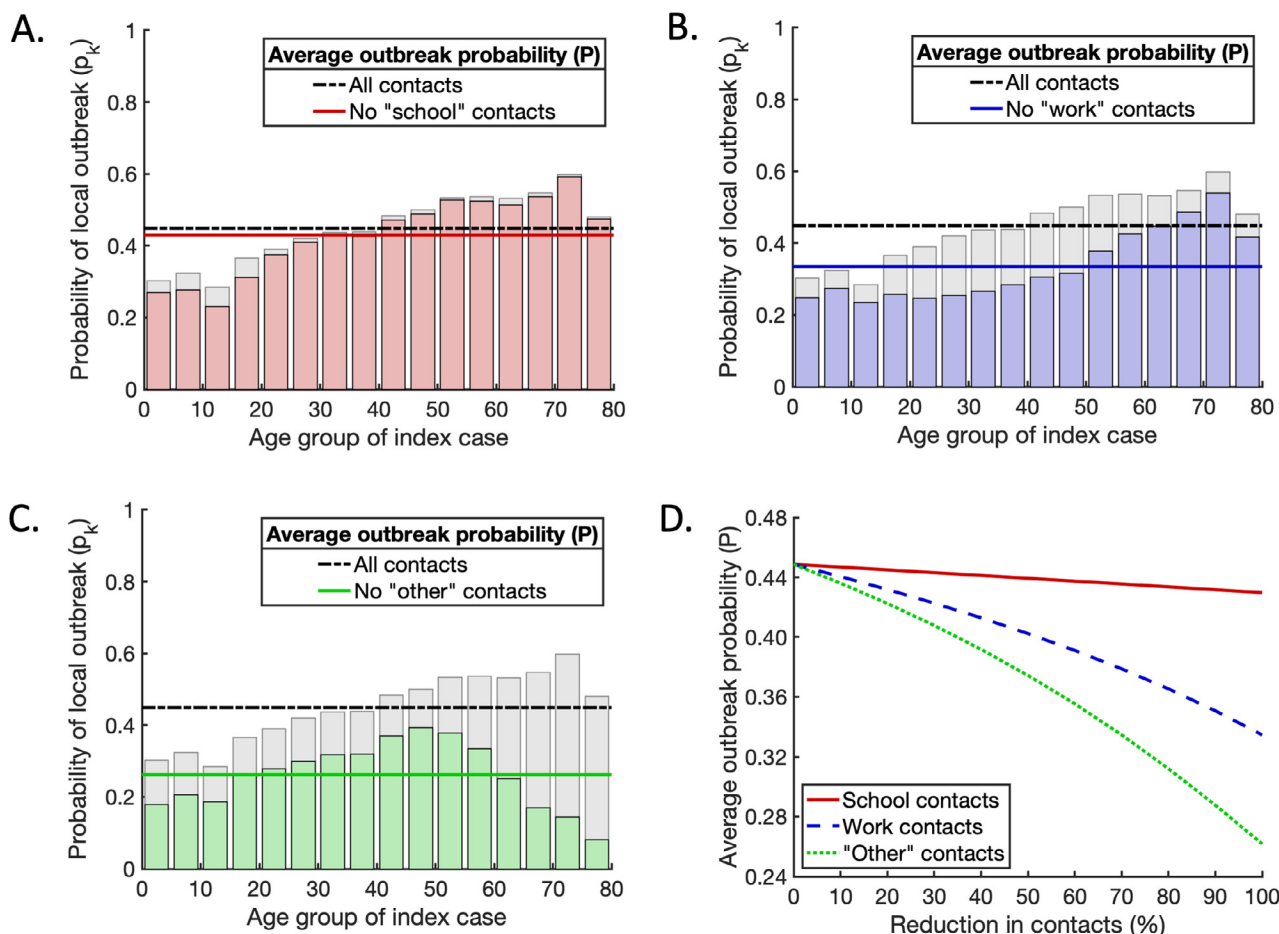 A.
Probability of local outbreak (pk)
1
0.8
0.6
0.4
0.2
0
Average outbreak probability (P)
All contacts
No "school" contacts
0 10 20 30 40 50 60 70 80
Age group of index case
B.
Probability of local outbreak (pk)
1
0.8
0.6
0.4
0.2
0
Average outbreak probability (P)
All contacts
No "work" contacts
0 10 20 30 40 50 60 70 80
Age group of index case
C.
Probability of local outbreak (pk)
1
0.8
0.6
0.4
0.2
0
Average outbreak probability (P)
All contacts
No "other" contacts
0 10 20 30 40 50 60 70 80
Age group of index case
D.
Average outbreak probability (P)
0.48
0.44
0.40
0.36
0.32
0.28
0.24
School contacts
Work contacts
"Other" contacts
0 10 20 30 40 50 60 70 80 90 100
Reduction in contacts (%)